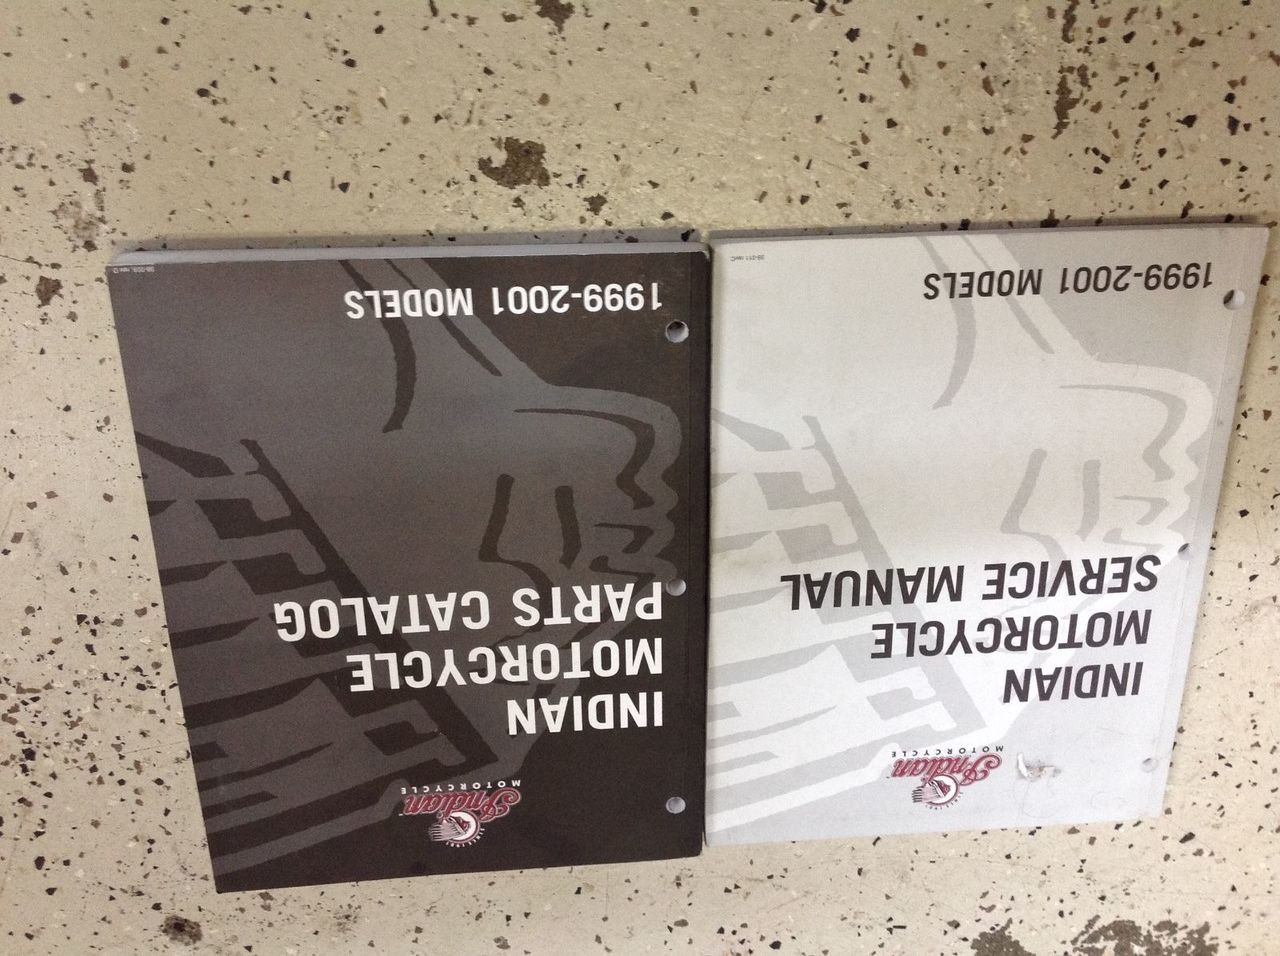 Indian
MOTORCYCLE
INDIAN
MOTORCYCLE
SERVICE MANUAL
1999-2001 MODELS
Indian
MOTORCYCLE
INDIAN
MOTORCYCLE
PARTS CATALOG
1999-2001 MODELS